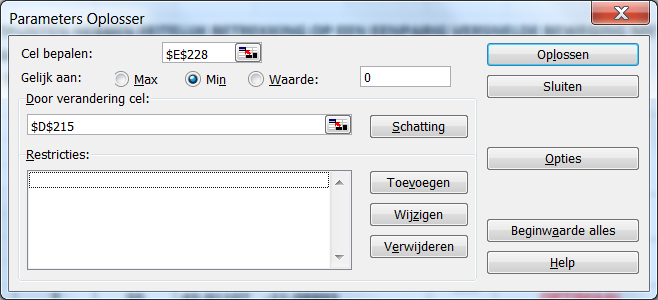 Parameters Oplosser
Cel bepalen: $E$228 Oplossen
Gelijk aan: Max Min Waarde: 0 Sluiten
Door verandering cel:
$D$215 Schatting
Restricties: Opties
Toevoegen
Wijzigen
Beginwaarde alles
Verwijderen
Help